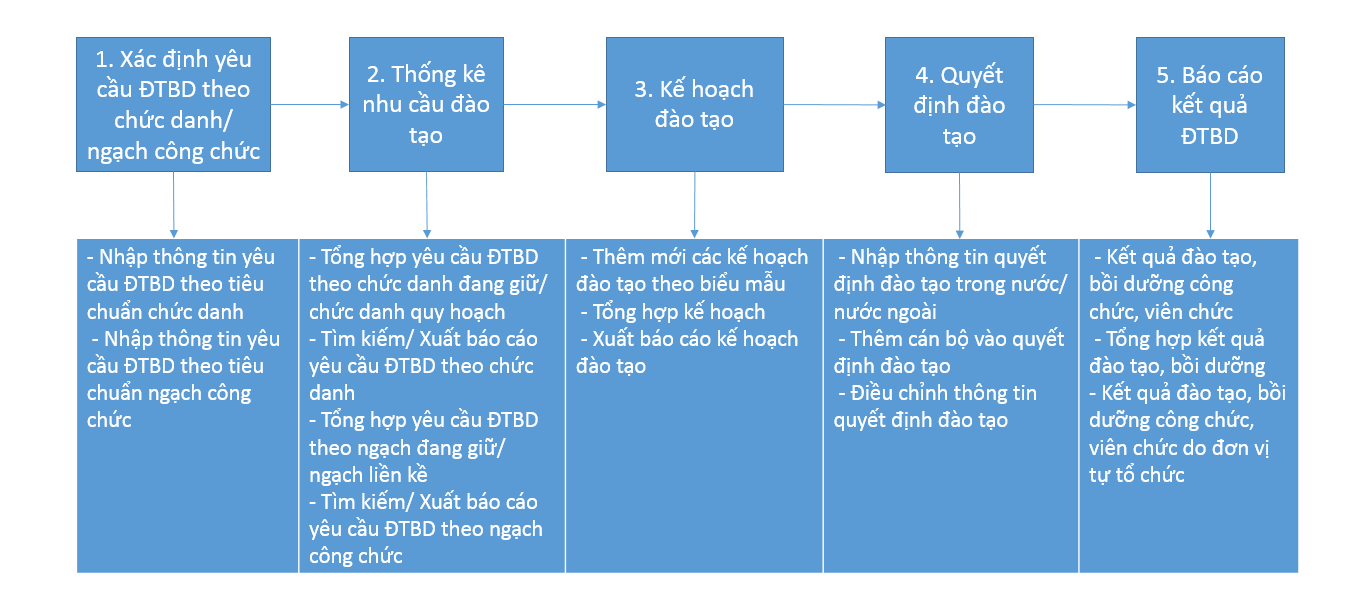 1. Xác định yêu
cầu ĐTBD theo
chức danh/
ngạch công chức
2. Thống kê
nhu cầu đào
tạo
3. Kế hoạch
đào tạo
4. Quyết
định đào
tạo
5. Báo cáo
kết quả
ĐTBD
- Nhập thông tin yêu
cầu ĐTBD theo tiêu
chuẩn chức danh
- Nhập thông tin yêu
cầu ĐTBD theo tiêu
chuẩn ngạch công
chức
- Tổng hợp yêu cầu ĐTBD
theo chức danh đang giữ/
chức danh quy hoạch
- Tìm kiếm/ Xuất báo cáo
yêu cầu ĐTBD theo chức
danh
- Tổng hợp yêu cầu ĐTBD
theo ngạch đang giữ/
ngạch liền kề
- Tìm kiếm/ Xuất báo cáo
yêu cầu ĐTBD theo ngạch
công chức
- Thêm mới các kế hoạch
đào tạo theo biểu mẫu
- Tổng hợp kế hoạch
- Xuất báo cáo kế hoạch
đào tạo
- Nhập thông tin quyết
định đào tạo trong nước/
nước ngoài
- Thêm cán bộ vào quyết
định đào tạo
- Điều chỉnh thông tin
quyết định đào tạo
- Kết quả đào tạo,
bồi dưỡng công
chức, viên chức
- Tổng hợp kết quả
đào tạo, bồi dưỡng
- Kết quả đào tạo, bồi
dưỡng công chức,
viên chức do đơn vị
tự tổ chức